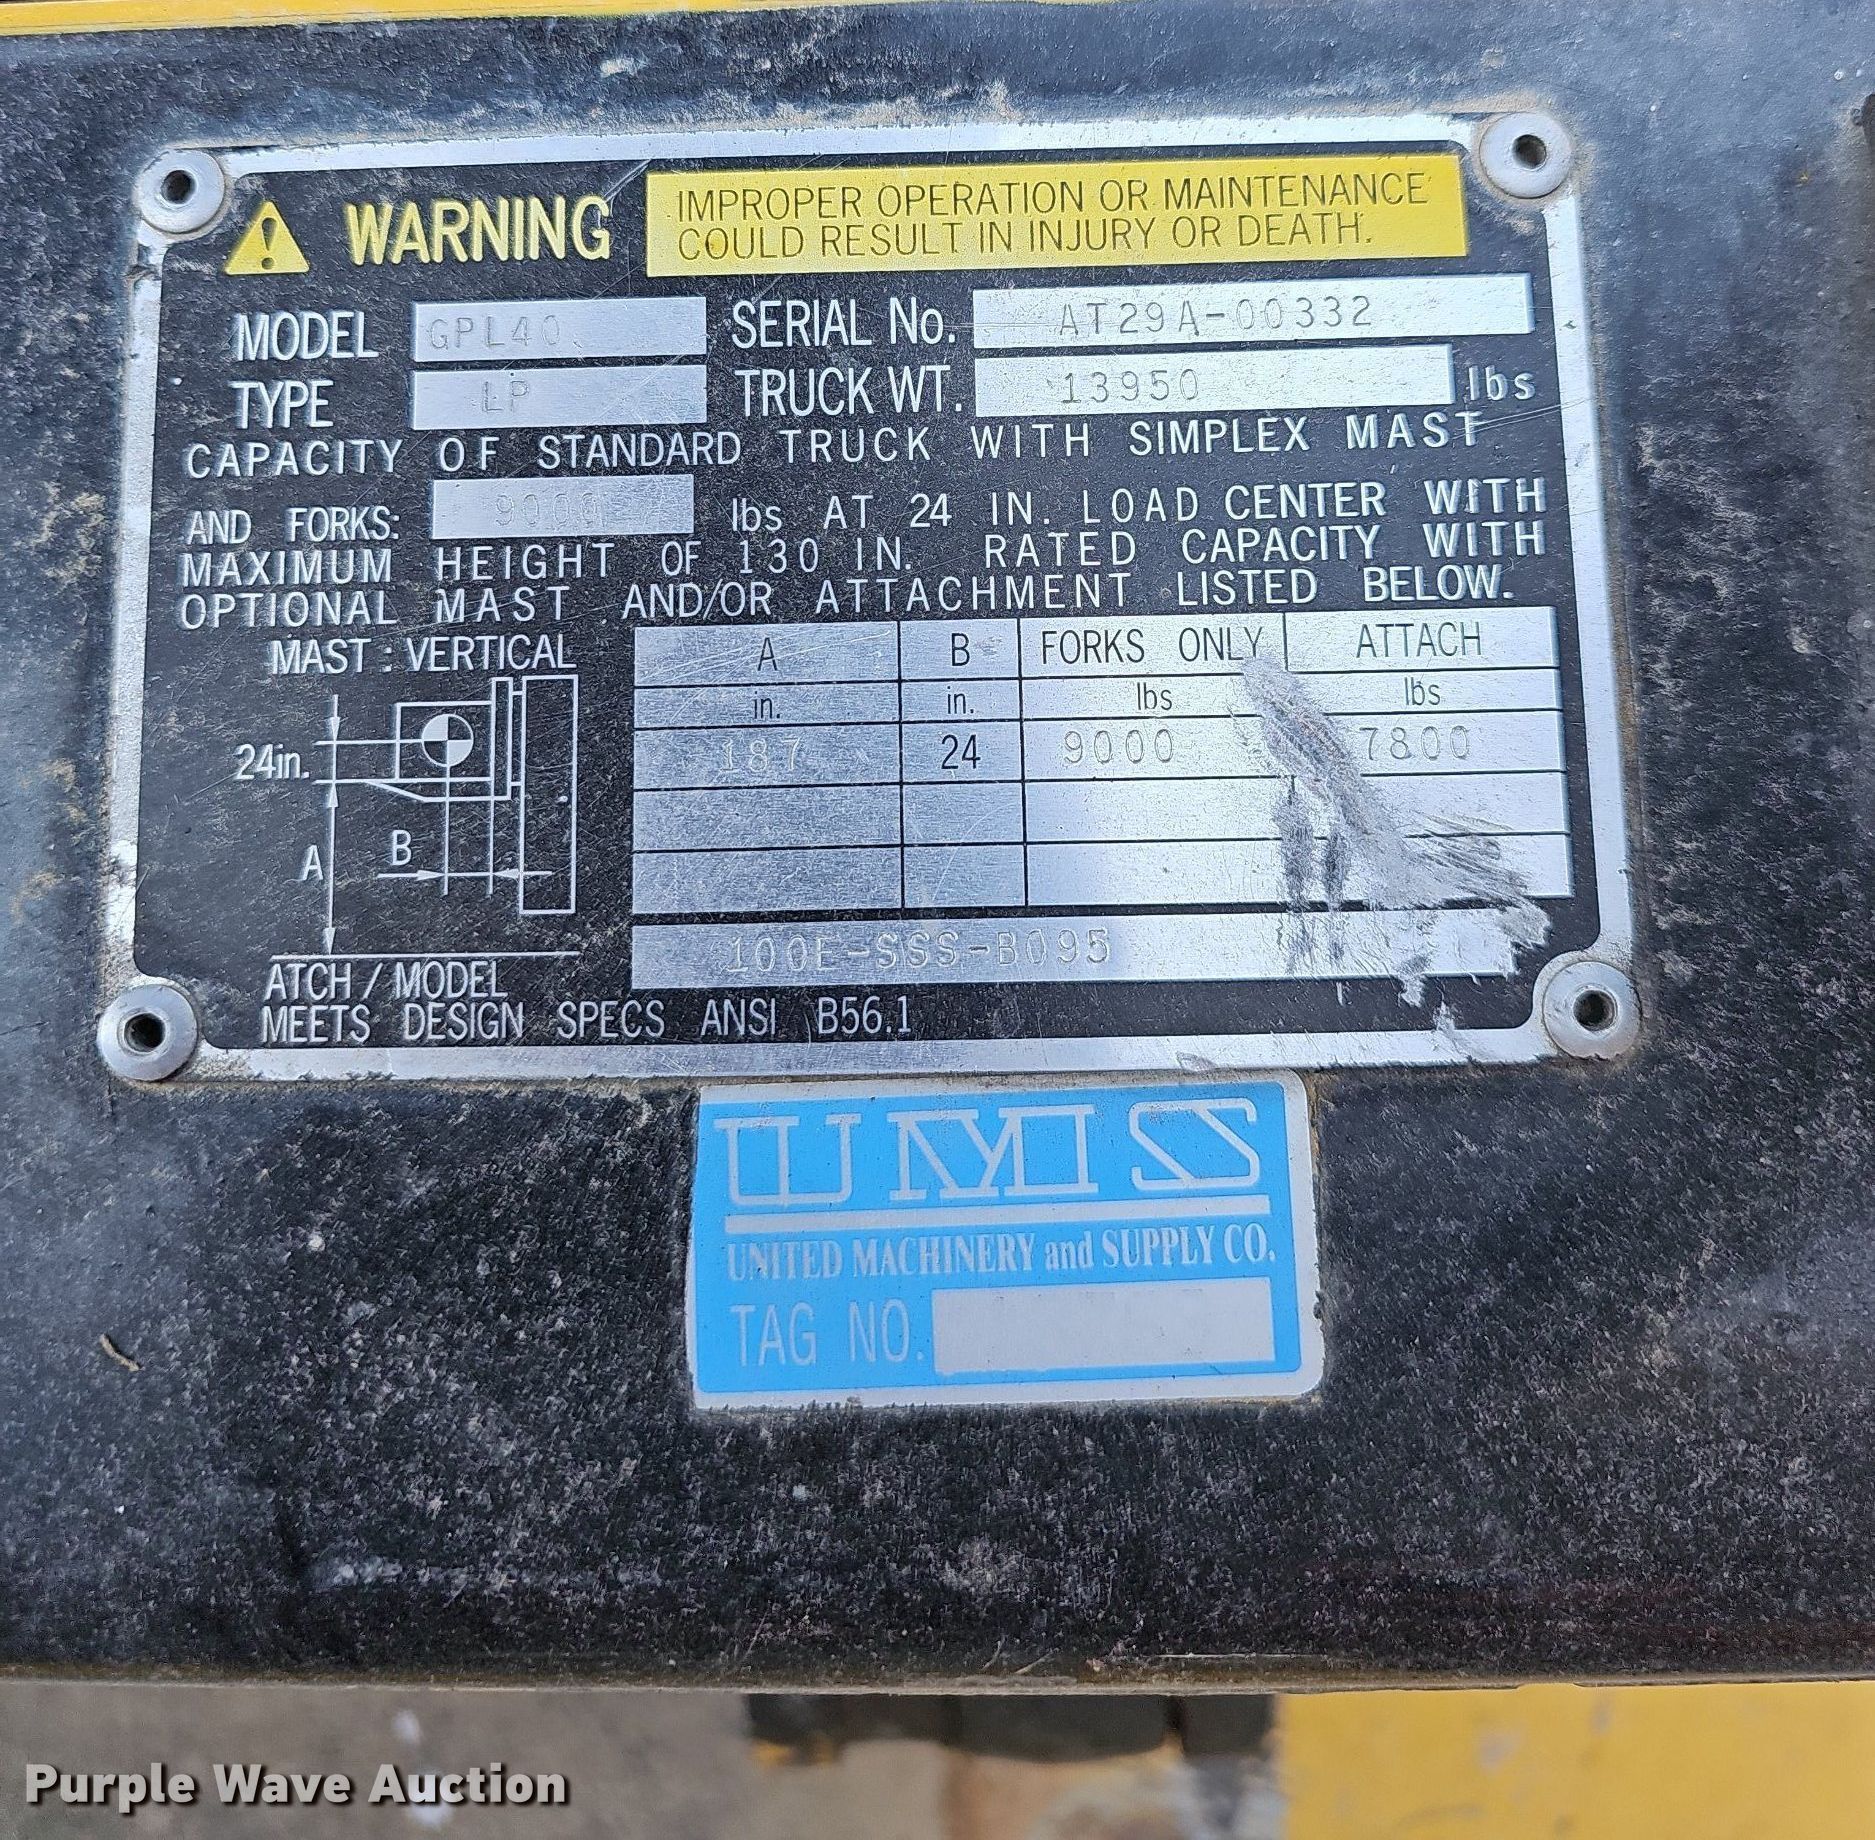 WARNING IMPROPER OPERATION OR MAINTENANCE
COULD RESULT IN INJURY OR DEATH.
MODEL GPL40 SERIAL No. AT29A-00332
TYPE LP TRUCK WT. 13950 lbs
CAPACITY OF STANDARD TRUCK WITH SIMPLEX MAST
AND FORKS: 9000 lbs AT 24 IN. LOAD CENTER WITH
MAXIMUM HEIGHT OF 130 IN. RATED CAPACITY WITH
OPTIONAL MAST AND/OR ATTACHMENT LISTED BELOW.
MAST : VERTICAL
24in.
A
B
A B FORKS ONLY ATTACH
in. in. lbs lbs
187 24 9000 7800
100E-SSS-B095
ATCH / MODEL
MEETS DESIGN SPECS ANSI B56.1
UMS
UNITED MACHINERY and SUPPLY CO.
TAG NO.
Purple Wave Auction